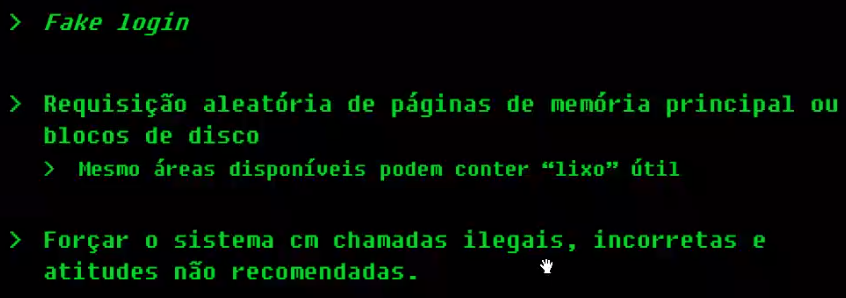 > Fake login
> Requisição aleatória de páginas de memória principal ou
blocos de disco
> Mesmo áreas disponíveis podem conter “lixo” útil
> Forçar o sistema cm chamadas ilegais, incorretas e
atitudes não recomendadas.